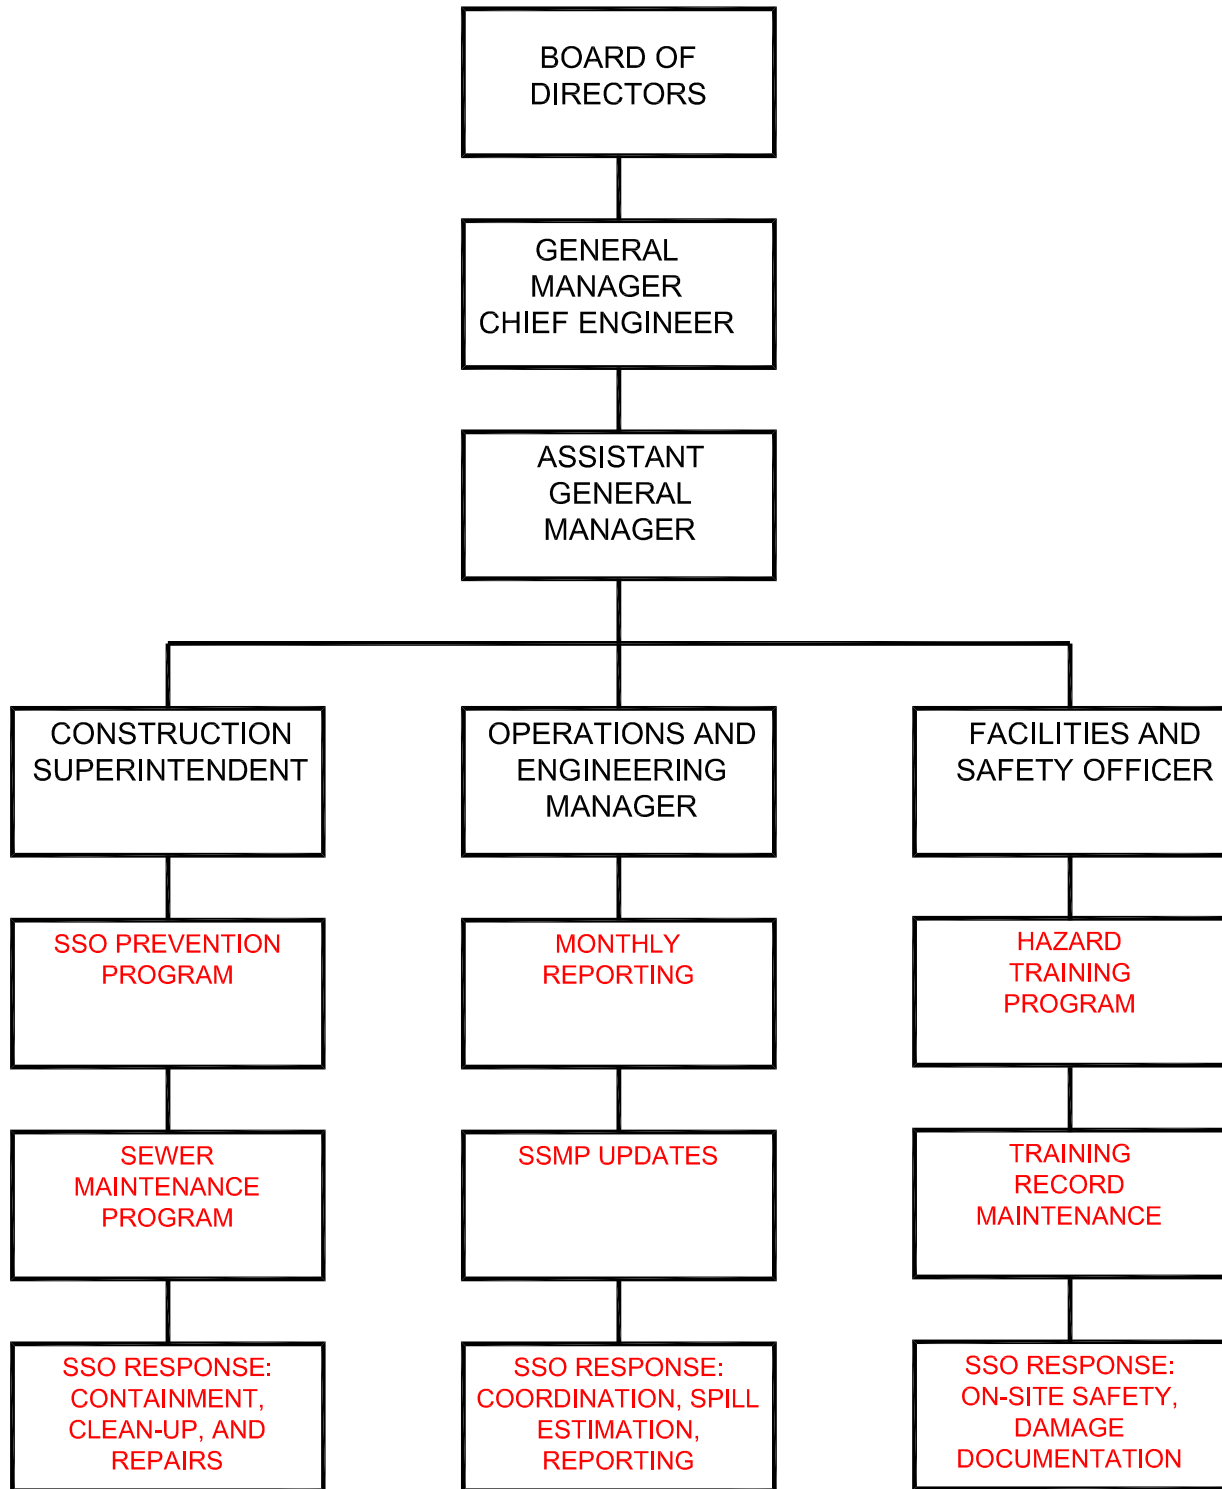 BOARD OF
DIRECTORS
GENERAL
MANAGER
CHIEF ENGINEER
ASSISTANT
GENERAL
MANAGER
CONSTRUCTION
SUPERINTENDENT
OPERATIONS AND
ENGINEERING
MANAGER
FACILITIES AND
SAFETY OFFICER
SSO PREVENTION
PROGRAM
MONTHLY
REPORTING
HAZARD
TRAINING
PROGRAM
SEWER
MAINTENANCE
PROGRAM
SSMP UPDATES
TRAINING
RECORD
MAINTENANCE
SSO RESPONSE:
CONTAINMENT,
CLEAN-UP, AND
REPAIRS
SSO RESPONSE:
COORDINATION, SPILL
ESTIMATION,
REPORTING
SSO RESPONSE:
ON-SITE SAFETY,
DAMAGE
DOCUMENTATION